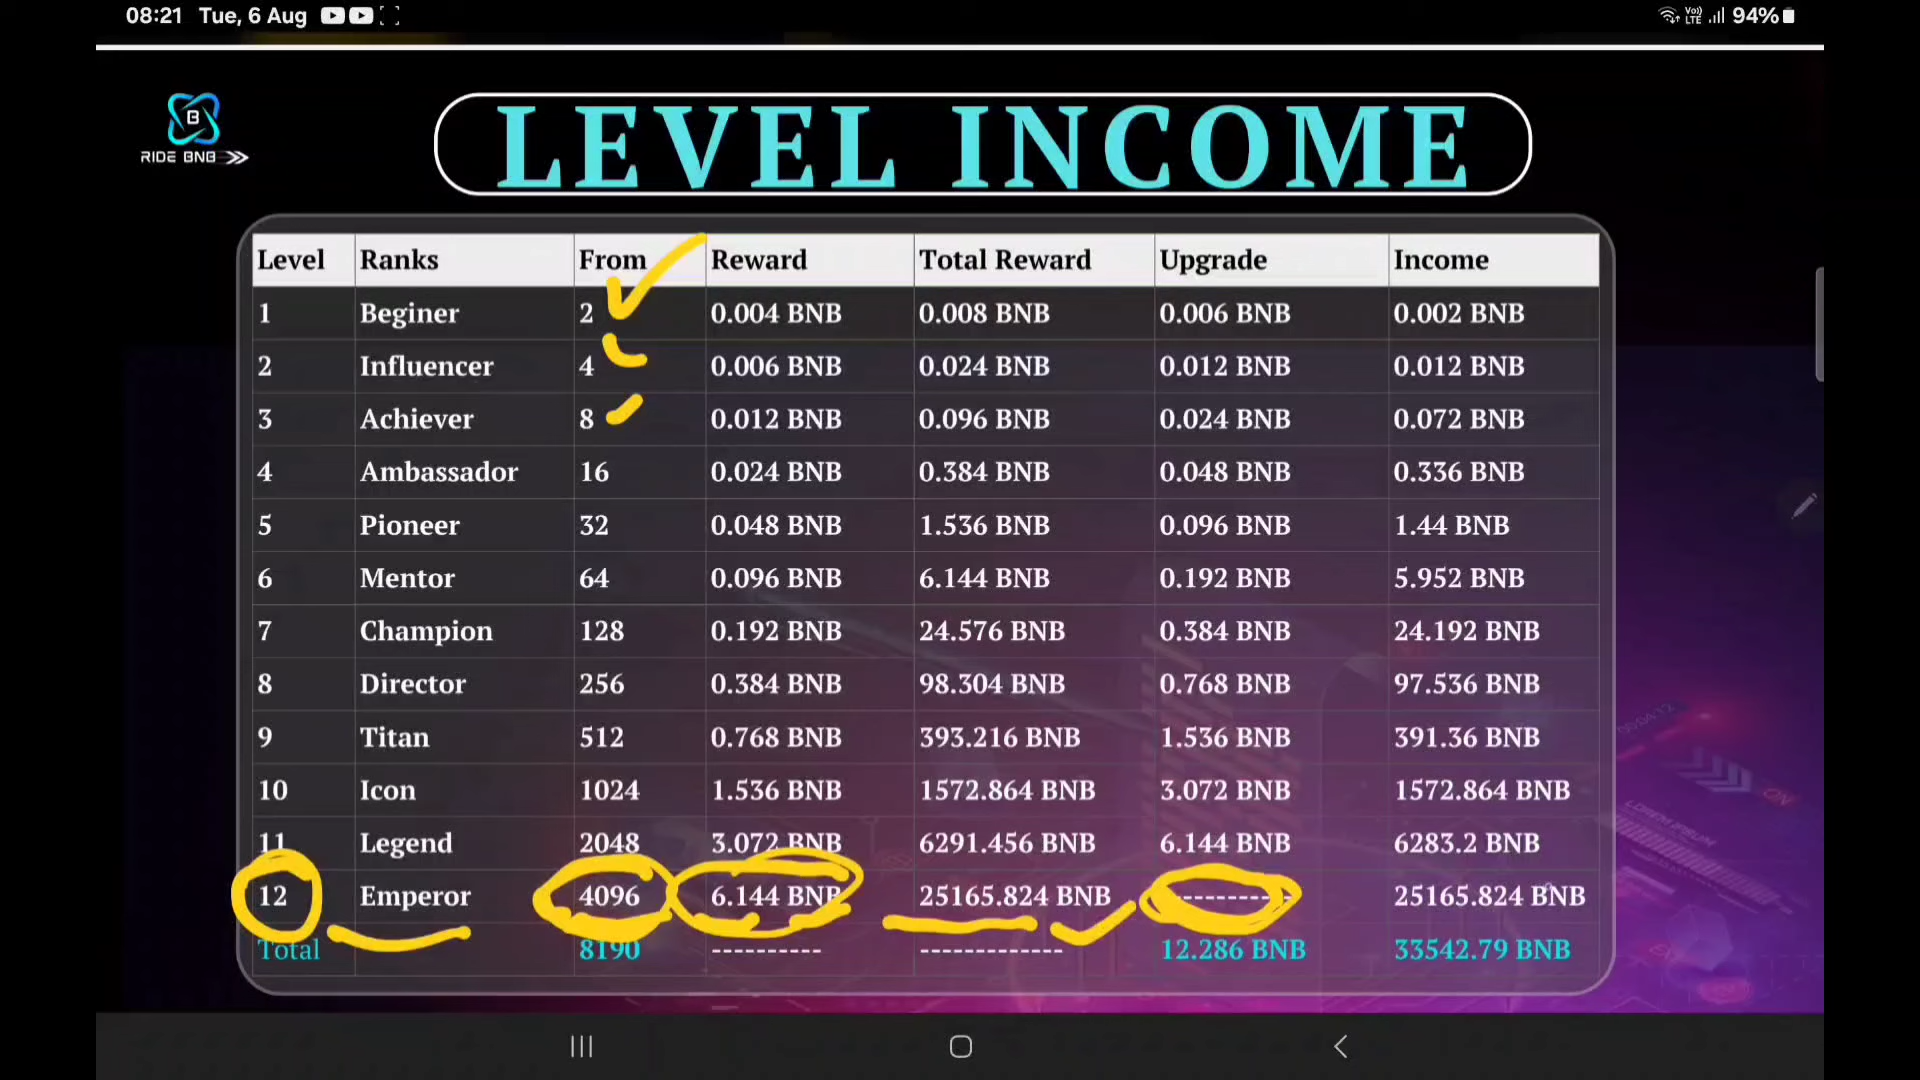 08:21 Tue, 6 Aug
Vo)) LTE 94%
B
RIDE BNB
LEVEL INCOME
Level Ranks From Reward Total Reward Upgrade Income
1 Beginer 2 0.004 BNB 0.008 BNB 0.006 BNB 0.002 BNB
2 Influencer 4 0.006 BNB 0.024 BNB 0.012 BNB 0.012 BNB
3 Achiever 8 0.012 BNB 0.096 BNB 0.024 BNB 0.072 BNB
4 Ambassador 16 0.024 BNB 0.384 BNB 0.048 BNB 0.336 BNB
5 Pioneer 32 0.048 BNB 1.536 BNB 0.096 BNB 1.44 BNB
6 Mentor 64 0.096 BNB 6.144 BNB 0.192 BNB 5.952 BNB
7 Champion 128 0.192 BNB 24.576 BNB 0.384 BNB 24.192 BNB
8 Director 256 0.384 BNB 98.304 BNB 0.768 BNB 97.536 BNB
9 Titan 512 0.768 BNB 393.216 BNB 1.536 BNB 391.36 BNB
10 Icon 1024 1.536 BNB 1572.864 BNB 3.072 BNB 1572.864 BNB
11 Legend 2048 3.072 BNB 6291.456 BNB 6.144 BNB 6283.2 BNB
12 Emperor 4096 6.144 BNB 25165.824 BNB ---------- 25165.824 BNB
Total 8190 ---------- ------------- 12.286 BNB 33542.79 BNB